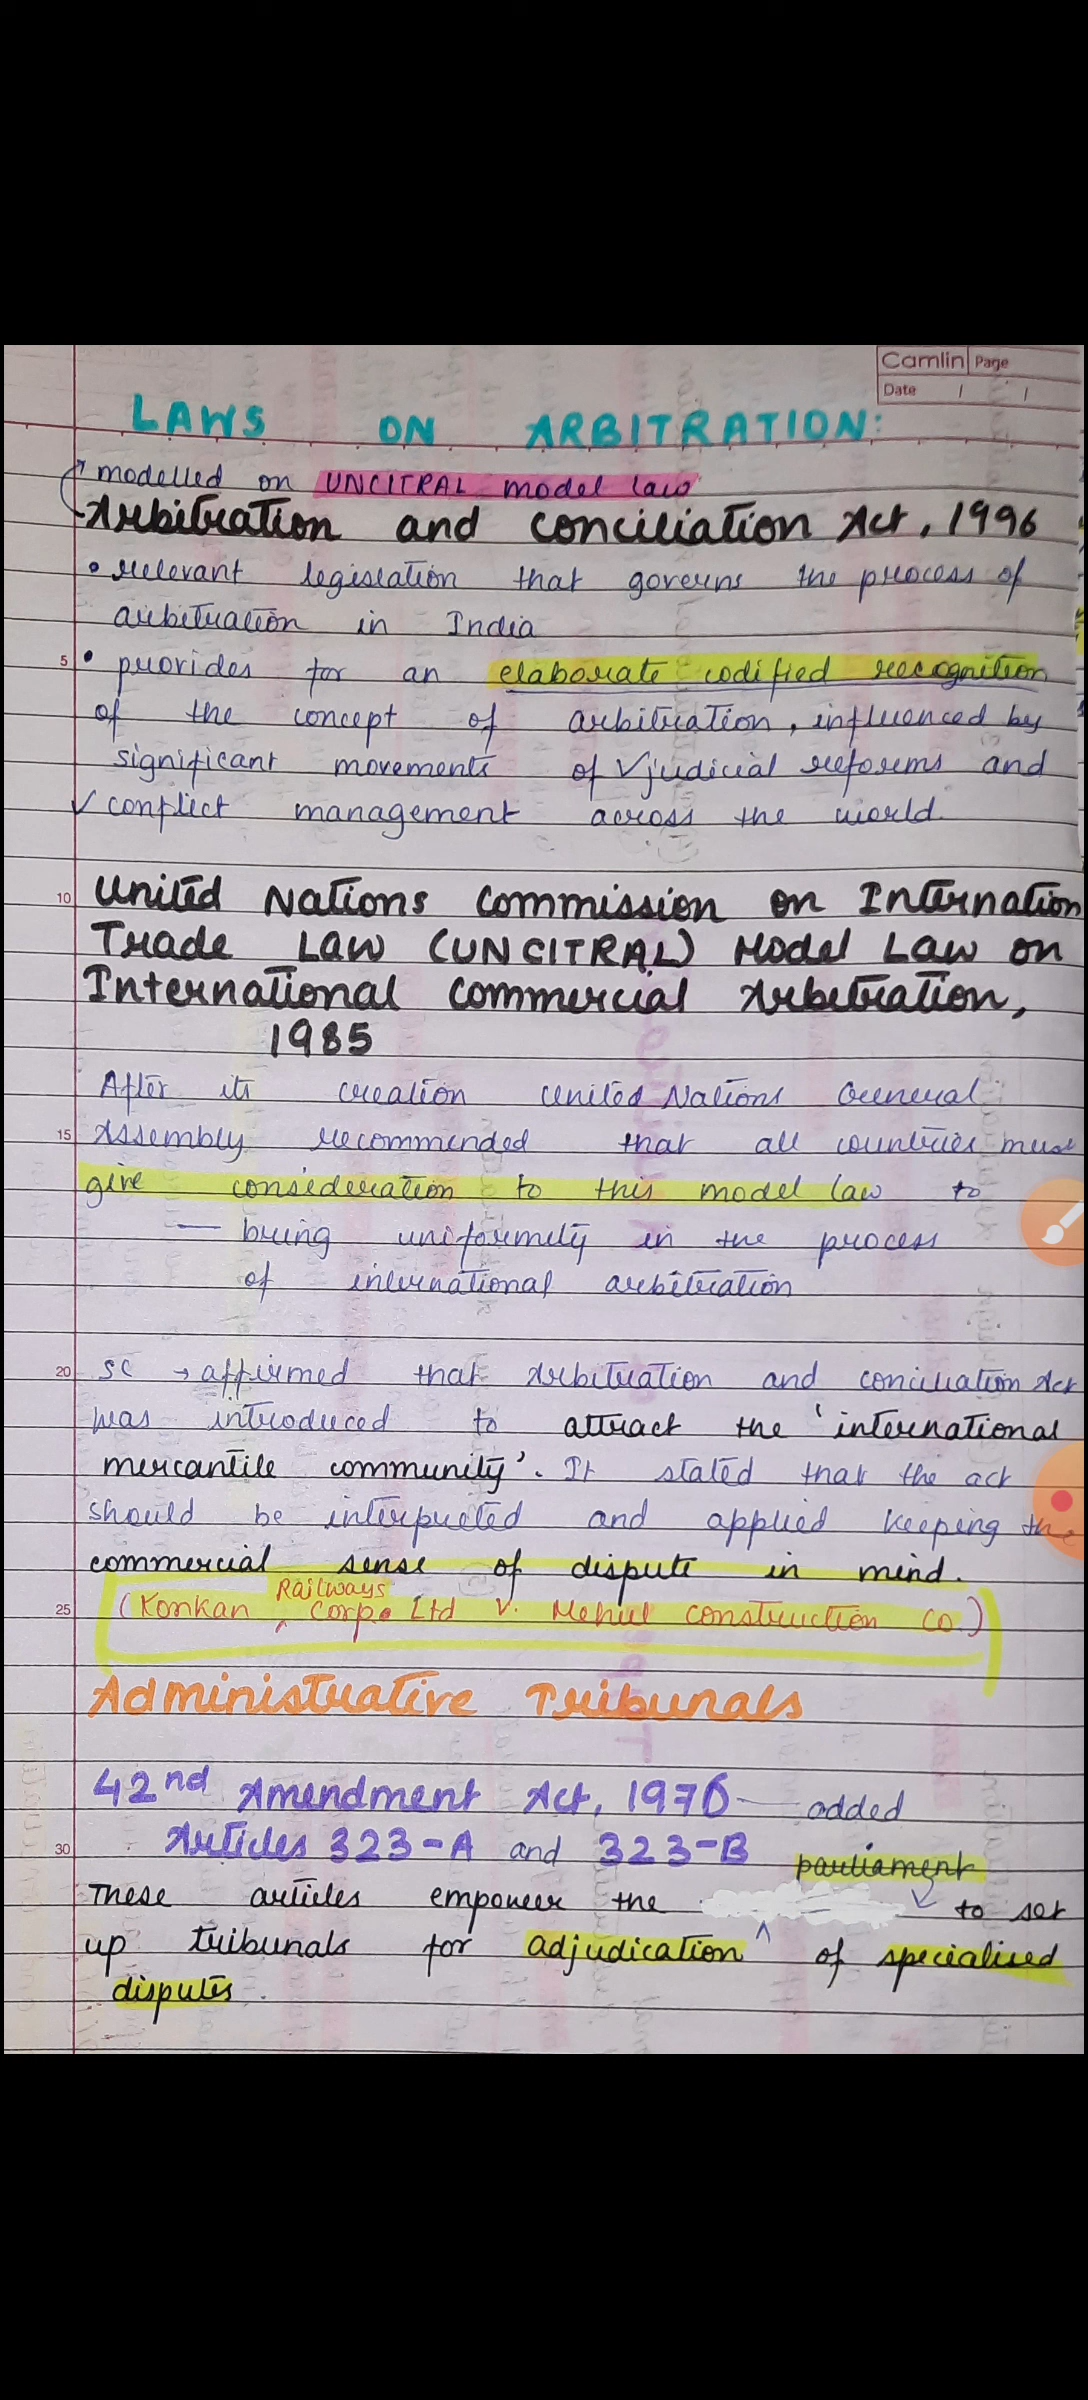 Camlin Page
Date / /
LAWS ON ARBITRATION:
modelled on UNCITRAL model law
Arbitration and Conciliation Act, 1996
• relevant legislation that governs the process of
arbitration in India
5 • provides for an elaborate codified recognition
of the concept of arbitration, influenced by
significant movements of ✓judicial reforms and
✓conflict management across the world.
10 United Nations Commission on Internation
Trade Law (UNCITRAL) Model Law on
International Commercial Arbitration,
1985
After its creation United Nations General
15 Assembly recommended that all countries must
give consideration to this model law to
— bring uniformity in the process
of international arbitration
20 SC → affirmed that Arbitration and conciliation Act
was introduced to attract the 'international
mercantile community'. It stated that the act
should be interpreted and applied keeping the
commercial sense of dispute in mind.
25 (Konkan Railways Corp. Ltd v. Mehul construction co.)
Administrative Tribunals
42nd Amendment Act, 1976 — added
30 Articles 323-A and 323-B
parliament
These articles empower the to set
up tribunals for adjudication ^ of specialised
disputes.